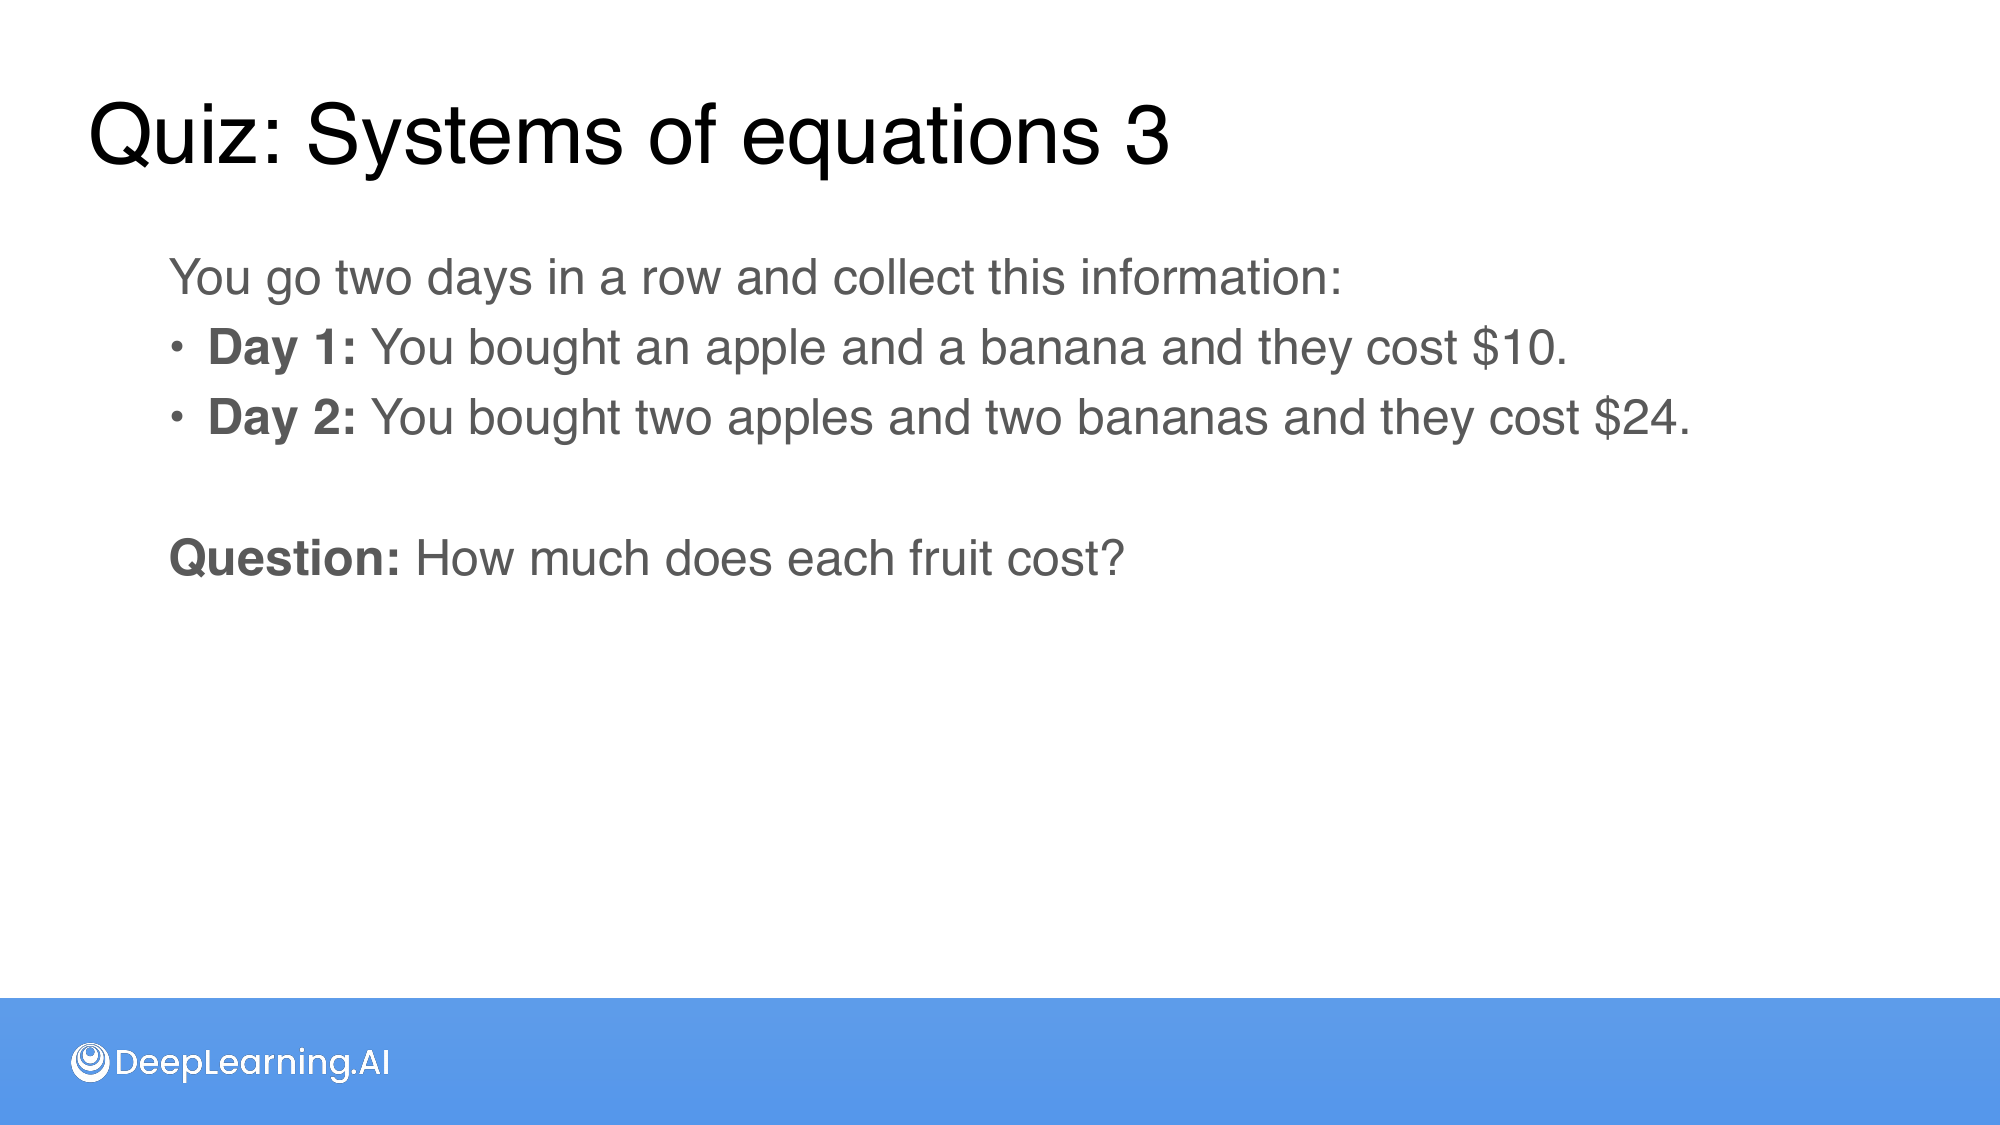 Quiz: Systems of equations 3
You go two days in a row and collect this information:
• Day 1: You bought an apple and a banana and they cost $10.
• Day 2: You bought two apples and two bananas and they cost $24.
Question: How much does each fruit cost?
DeepLearning.AI